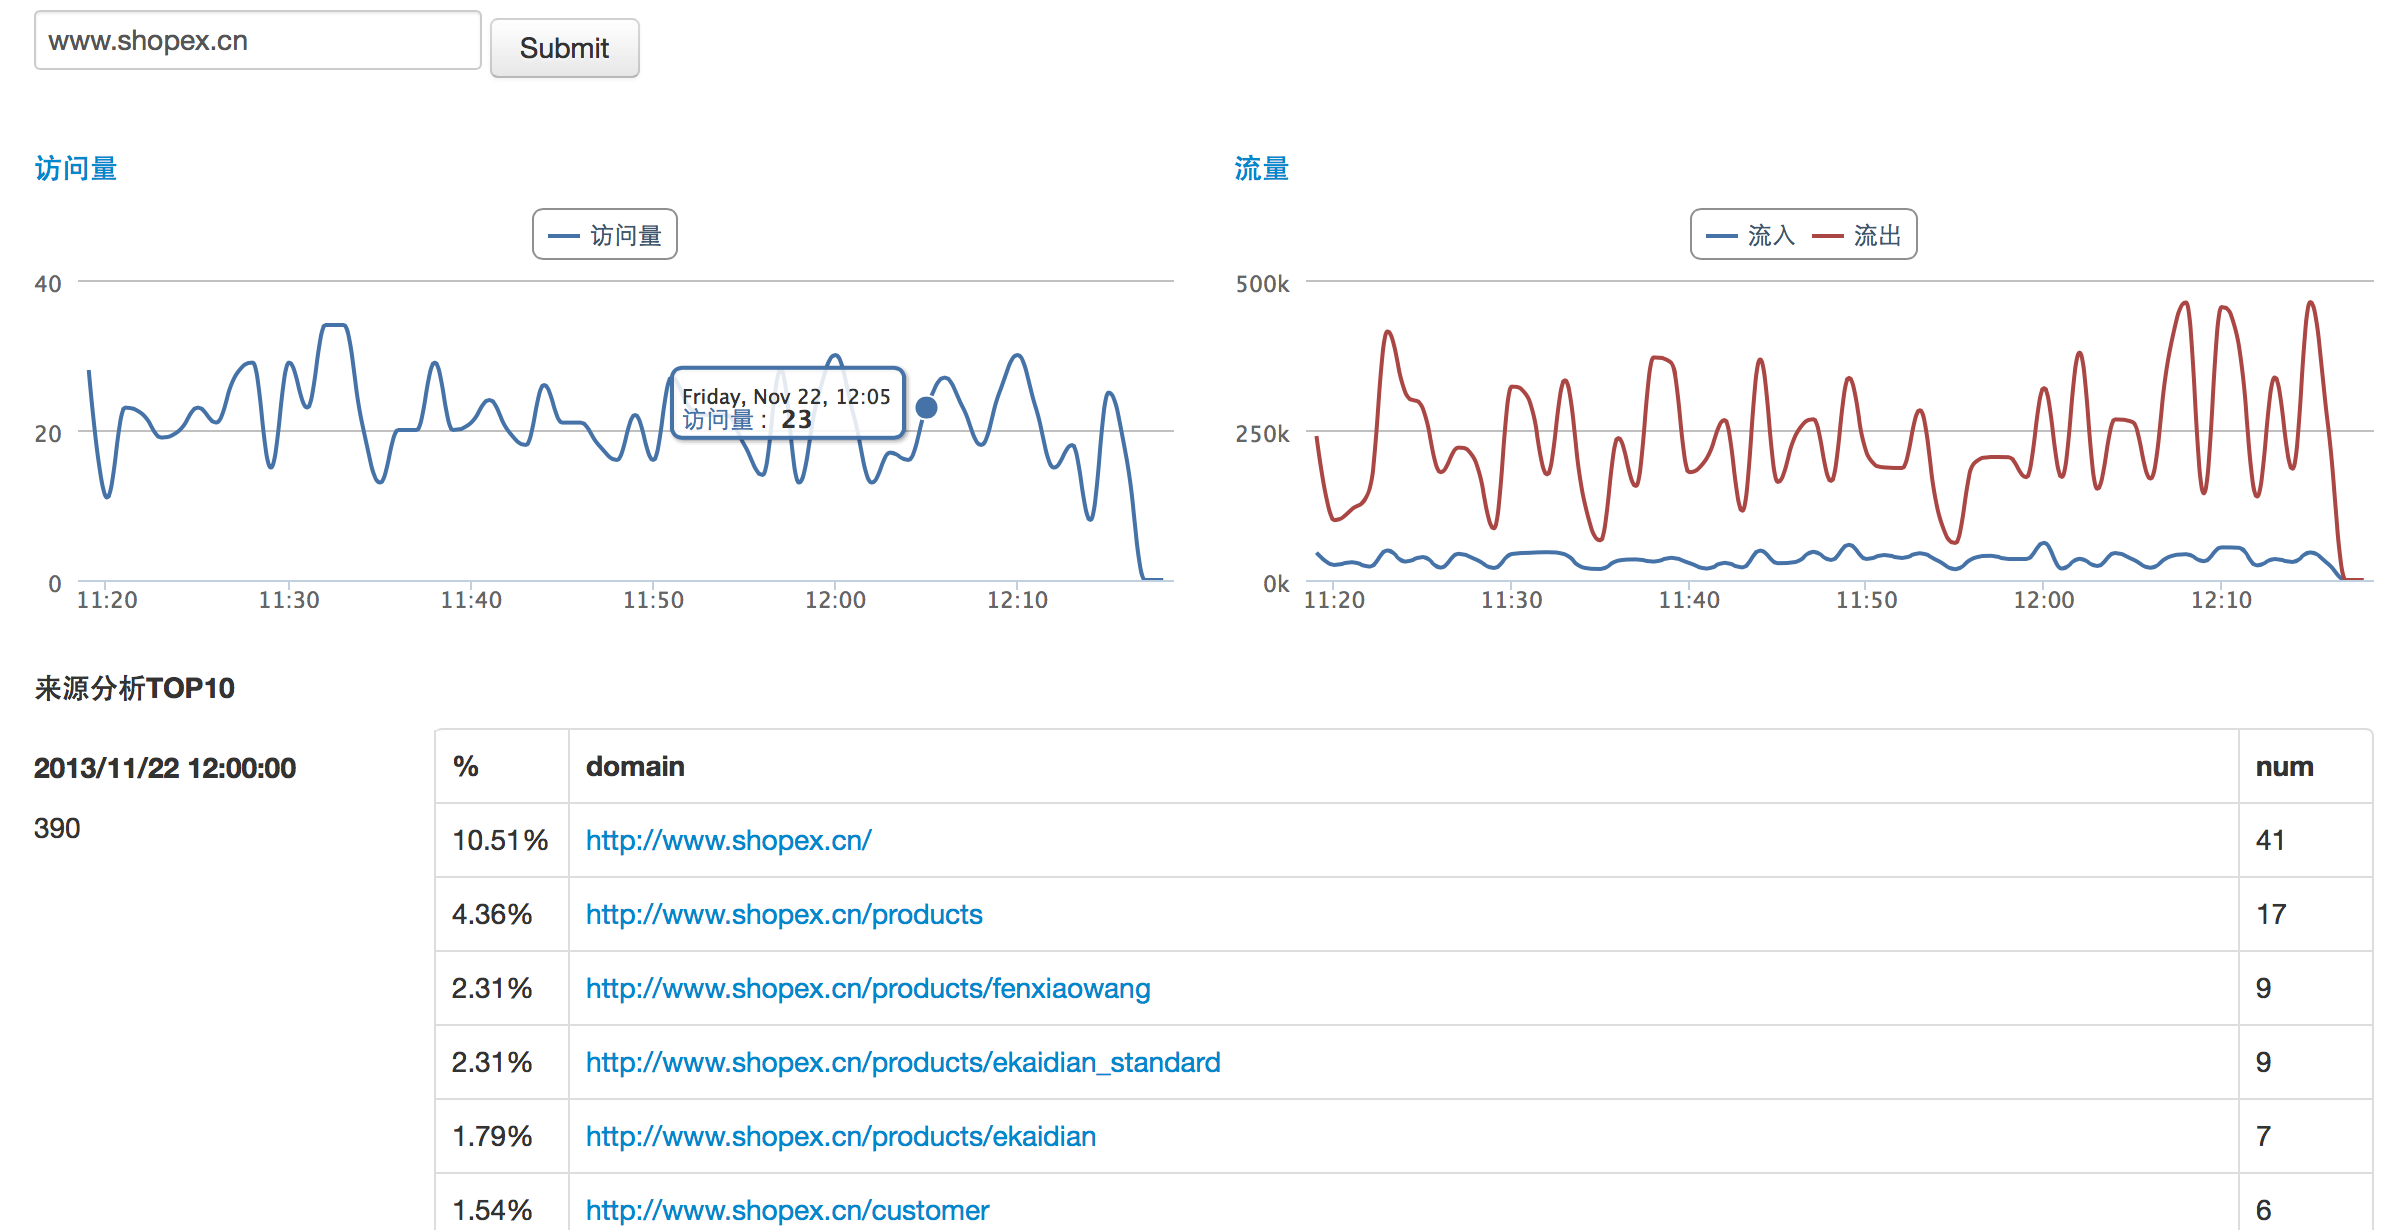 www.shopex.cn
Submit
访问量
流量
访问量
流入 流出
40
20
0
Friday, Nov 22, 12:05
访问量 : 23
11:20 11:30 11:40 11:50 12:00 12:10
500k
250k
0k
11:20 11:30 11:40 11:50 12:00 12:10
来源分析TOP10
2013/11/22 12:00:00
390
% domain num
10.51% http://www.shopex.cn/ 41
4.36% http://www.shopex.cn/products 17
2.31% http://www.shopex.cn/products/fenxiaowang 9
2.31% http://www.shopex.cn/products/ekaidian_standard 9
1.79% http://www.shopex.cn/products/ekaidian 7
1.54% http://www.shopex.cn/customer 6